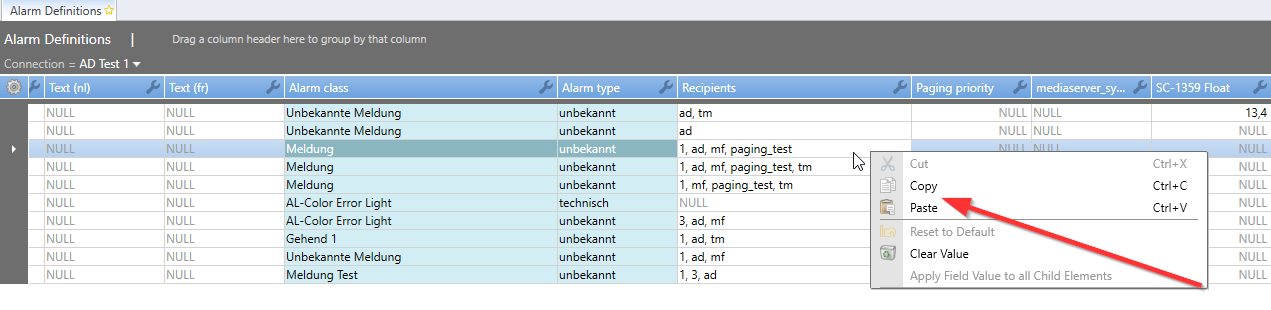 Alarm Definitions
Alarm Definitions | Drag a column header here to group by that column
Connection = AD Test 1
Text (nl) Text (fr) Alarm class Alarm type Recipients Paging priority mediaserver_sy... SC-1359 Float
NULL NULL Unbekannte Meldung unbekannt ad, tm NULL NULL 13,4
NULL NULL Unbekannte Meldung unbekannt ad NULL NULL NULL
NULL NULL Meldung unbekannt 1, ad, mf, paging_test NULL NULL NULL
NULL NULL Meldung unbekannt 1, ad, mf, paging_test, tm
NULL NULL Meldung unbekannt 1, mf, paging_test, tm NULL
NULL NULL AL-Color Error Light technisch NULL NULL
NULL NULL AL-Color Error Light unbekannt 3, ad, mf NULL
NULL NULL Gehend 1 unbekannt 1, ad, tm NULL
NULL NULL Unbekannte Meldung unbekannt 1, ad, mf NULL
NULL NULL Meldung Test unbekannt 1, 3, ad NULL
Cut Ctrl+X
Copy Ctrl+C
Paste Ctrl+V
Reset to Default
Clear Value
Apply Field Value to all Child Elements